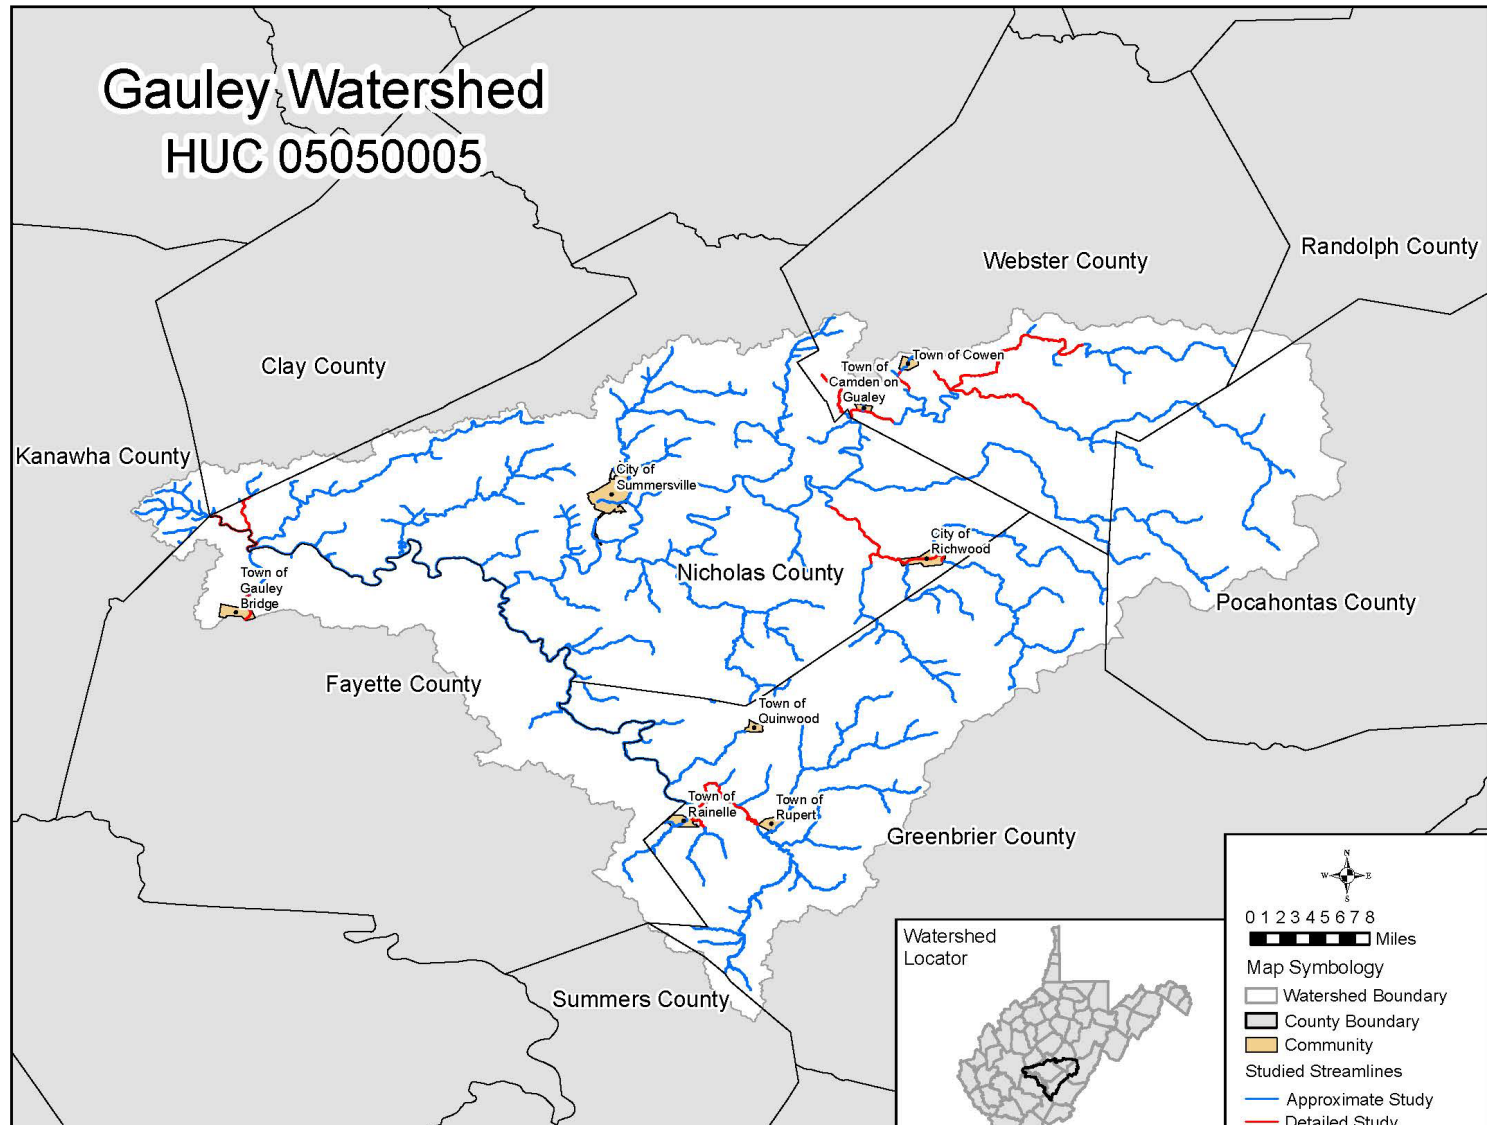 Gauley Watershed
HUC 05050005
Randolph County
Webster County
Clay County
Kanawha County
Town of Cowen
Town of
Camden on
Gualey
City of
Summersville
City of
Richwood
Nicholas County
Town of
Gauley
Bridge
Pocahontas County
Fayette County
Town of
Quinwood
Town of
Rainelle
Town of
Rupert
Greenbrier County
Summers County
Watershed
Locator
N
W E
S
0 1 2 3 4 5 6 7 8
Miles
Map Symbology
Watershed Boundary
County Boundary
Community
Studied Streamlines
Approximate Study
Detailed Study